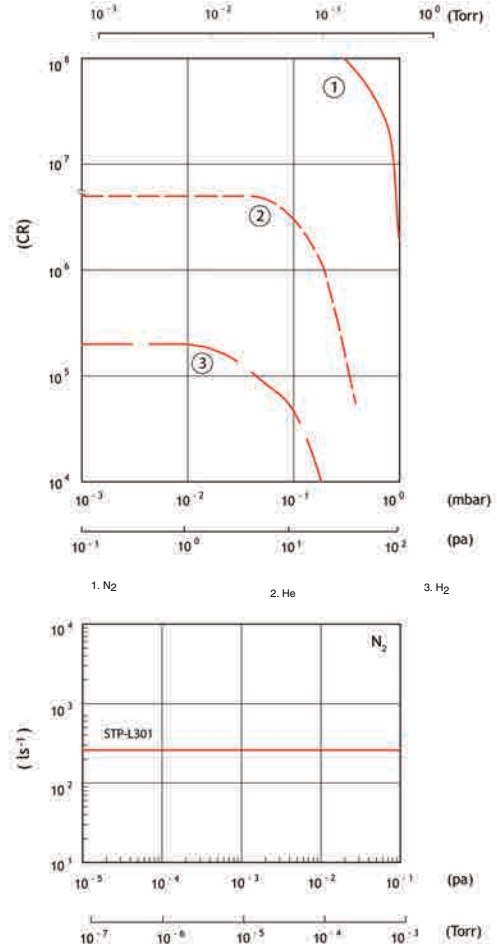 10⁻³ 10⁻² 10⁻¹ 10⁰ (Torr)
10⁸
①
10⁷
(CR)
②
10⁶
③
10⁵
10⁴
10⁻³ 10⁻² 10⁻¹ 10⁰ (mbar)
10⁻¹ 10⁰ 10¹ 10² (pa)
1. N₂ 2. He 3. H₂
10⁴
N₂
10³
STP-L301
(ls⁻¹)
10²
10¹
10⁻⁵ 10⁻⁴ 10⁻³ 10⁻² 10⁻¹ (pa)
10⁻⁷ 10⁻⁶ 10⁻⁵ 10⁻⁴ 10⁻³ (Torr)